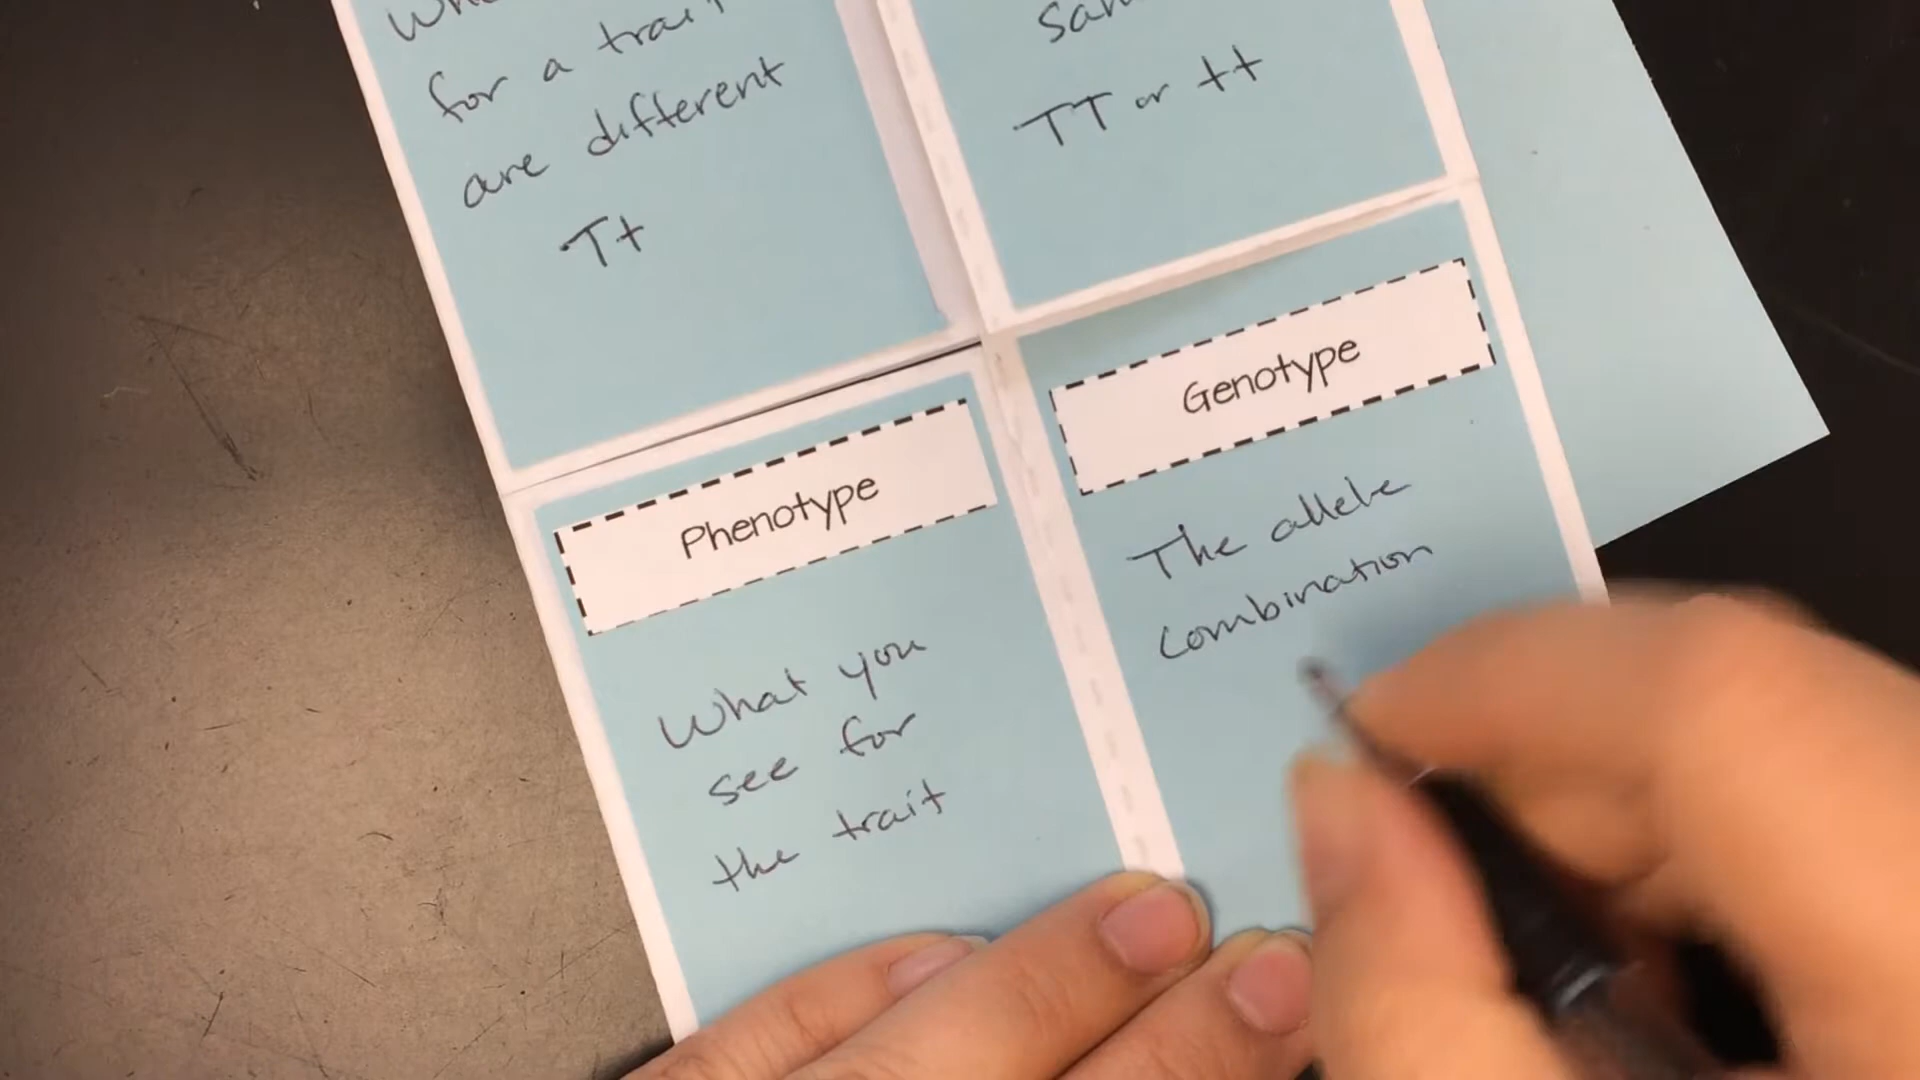 for a trait
are different
Tt
TT or tt
Phenotype
What you
see for
the trait
Genotype
The allele
combination